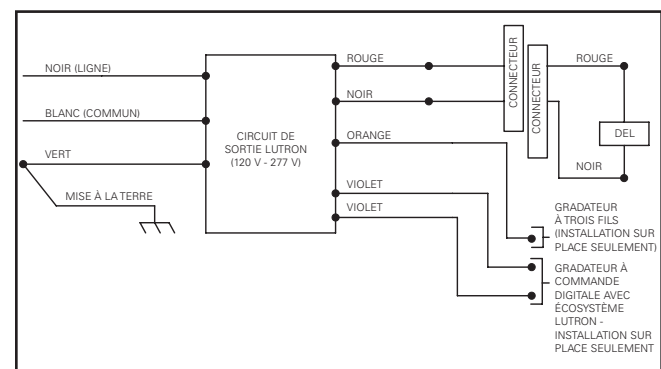 NOIR (LIGNE)
BLANC (COMMUN)
VERT
MISE À LA TERRE
CIRCUIT DE
SORTIE LUTRON
(120 V - 277 V)
ROUGE
NOIR
ORANGE
VIOLET
VIOLET
CONNECTEUR
CONNECTEUR
ROUGE
DEL
NOIR
GRADATEUR
À TROIS FILS
(INSTALLATION SUR
PLACE SEULEMENT)
GRADATEUR À
COMMANDE
DIGITALE AVEC
ÉCOSYSTÈME
LUTRON -
INSTALLATION SUR
PLACE SEULEMENT